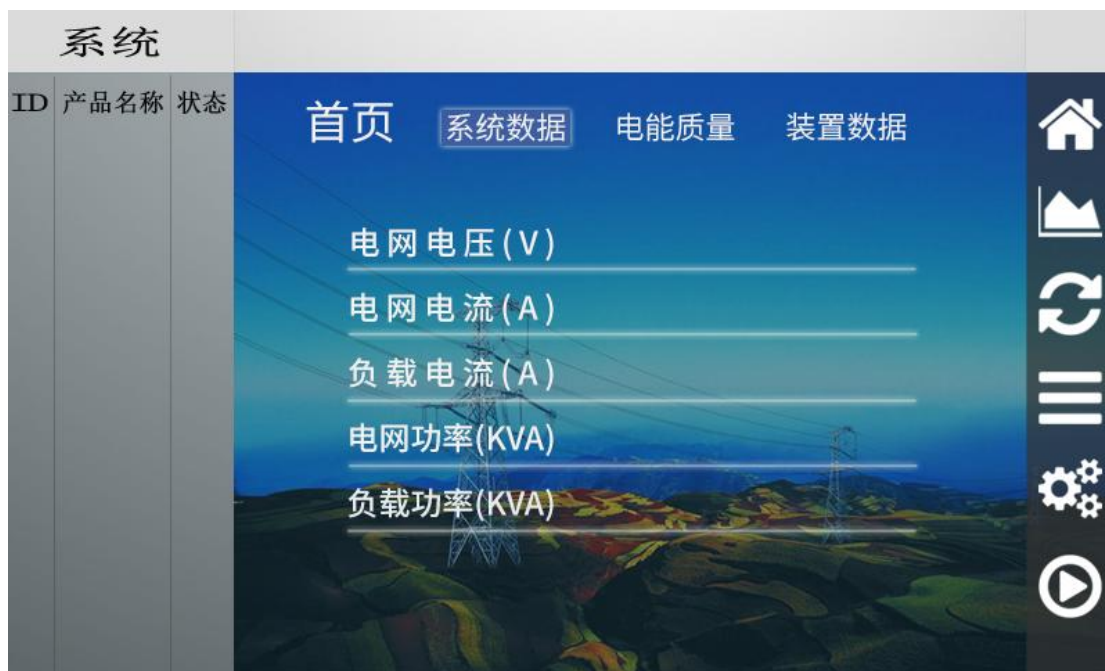 系统
ID 产品名称 状态
首页 系统数据 电能质量 装置数据
电网电压(V)
电网电流(A)
负载电流(A)
电网功率(KVA)
负载功率(KVA)